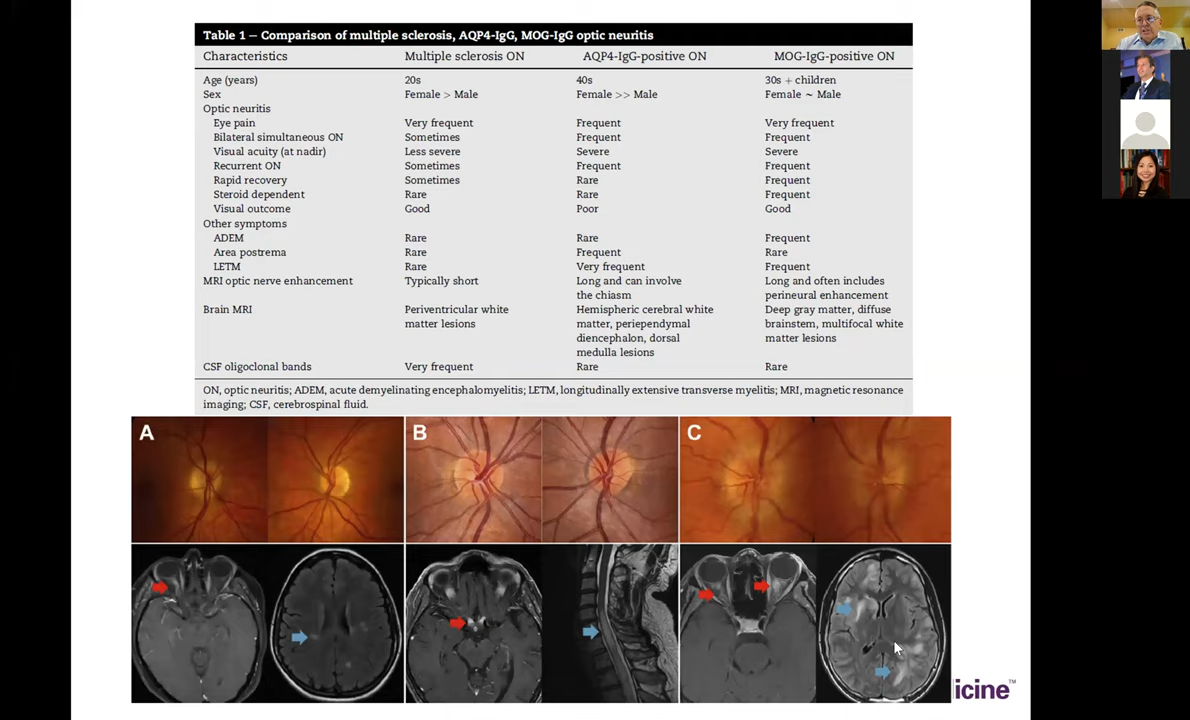 Table 1 — Comparison of multiple sclerosis, AQP4-IgG, MOG-IgG optic neuritis
Characteristics Multiple sclerosis ON AQP4-IgG-positive ON MOG-IgG-positive ON
Age (years) 20s 40s 30s + children
Sex Female > Male Female >> Male Female ~ Male
Optic neuritis
Eye pain Very frequent Frequent Very frequent
Bilateral simultaneous ON Sometimes Frequent Frequent
Visual acuity (at nadir) Less severe Severe Severe
Recurrent ON Sometimes Frequent Frequent
Rapid recovery Sometimes Rare Frequent
Steroid dependent Rare Rare Frequent
Visual outcome Good Poor Good
Other symptoms
ADEM Rare Rare Frequent
Area postrema Rare Frequent Rare
LETM Rare Very frequent Frequent
MRI optic nerve enhancement Typically short Long and can involve Long and often includes
the chiasm perineural enhancement
Brain MRI Periventricular white Hemispheric cerebral white Deep gray matter, diffuse
matter lesions matter, periependymal brainstem, multifocal white
diencephalon, dorsal matter lesions
medulla lesions
CSF oligoclonal bands Very frequent Rare Rare
ON, optic neuritis; ADEM, acute demyelinating encephalomyelitis; LETM, longitudinally extensive transverse myelitis; MRI, magnetic resonance
imaging; CSF, cerebrospinal fluid.
A B C
icine™